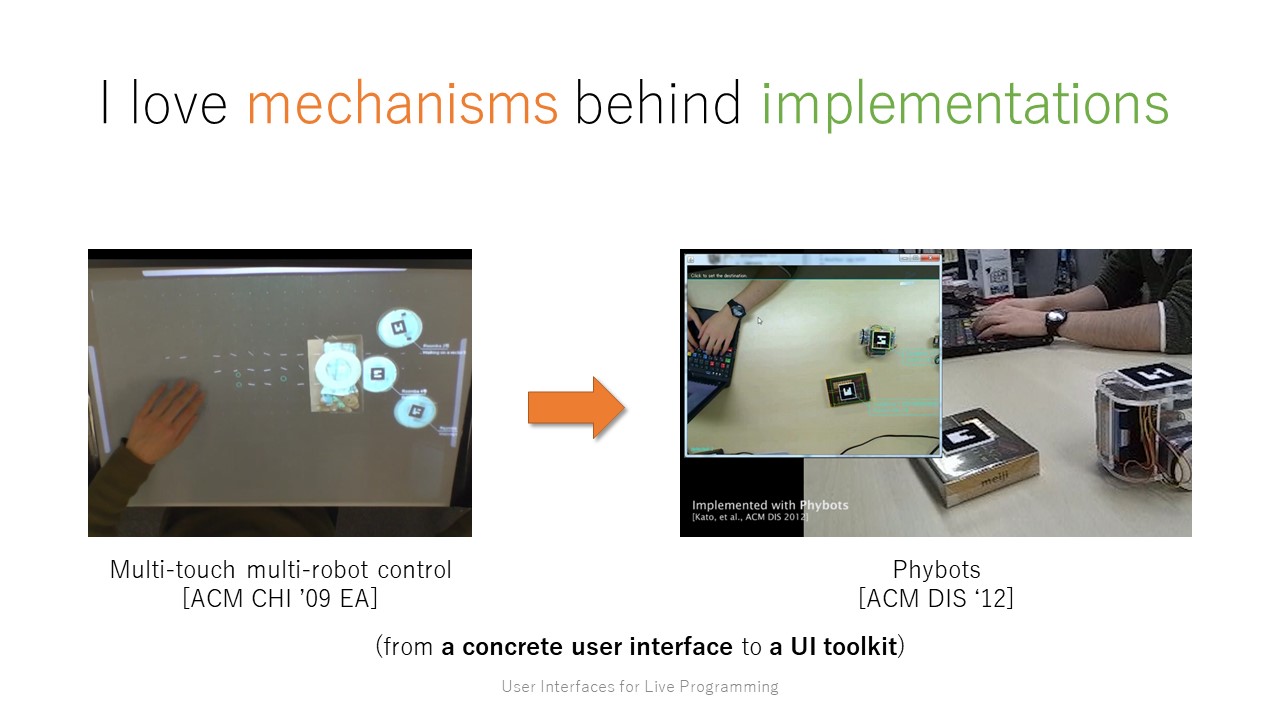 I love mechanisms behind implementations
Click to set the destination.
meiji
Implemented with Phybots
[Kato, et al., ACM DIS 2012]
Multi-touch multi-robot control
[ACM CHI ’09 EA]
Phybots
[ACM DIS ‘12]
(from a concrete user interface to a UI toolkit)
User Interfaces for Live Programming